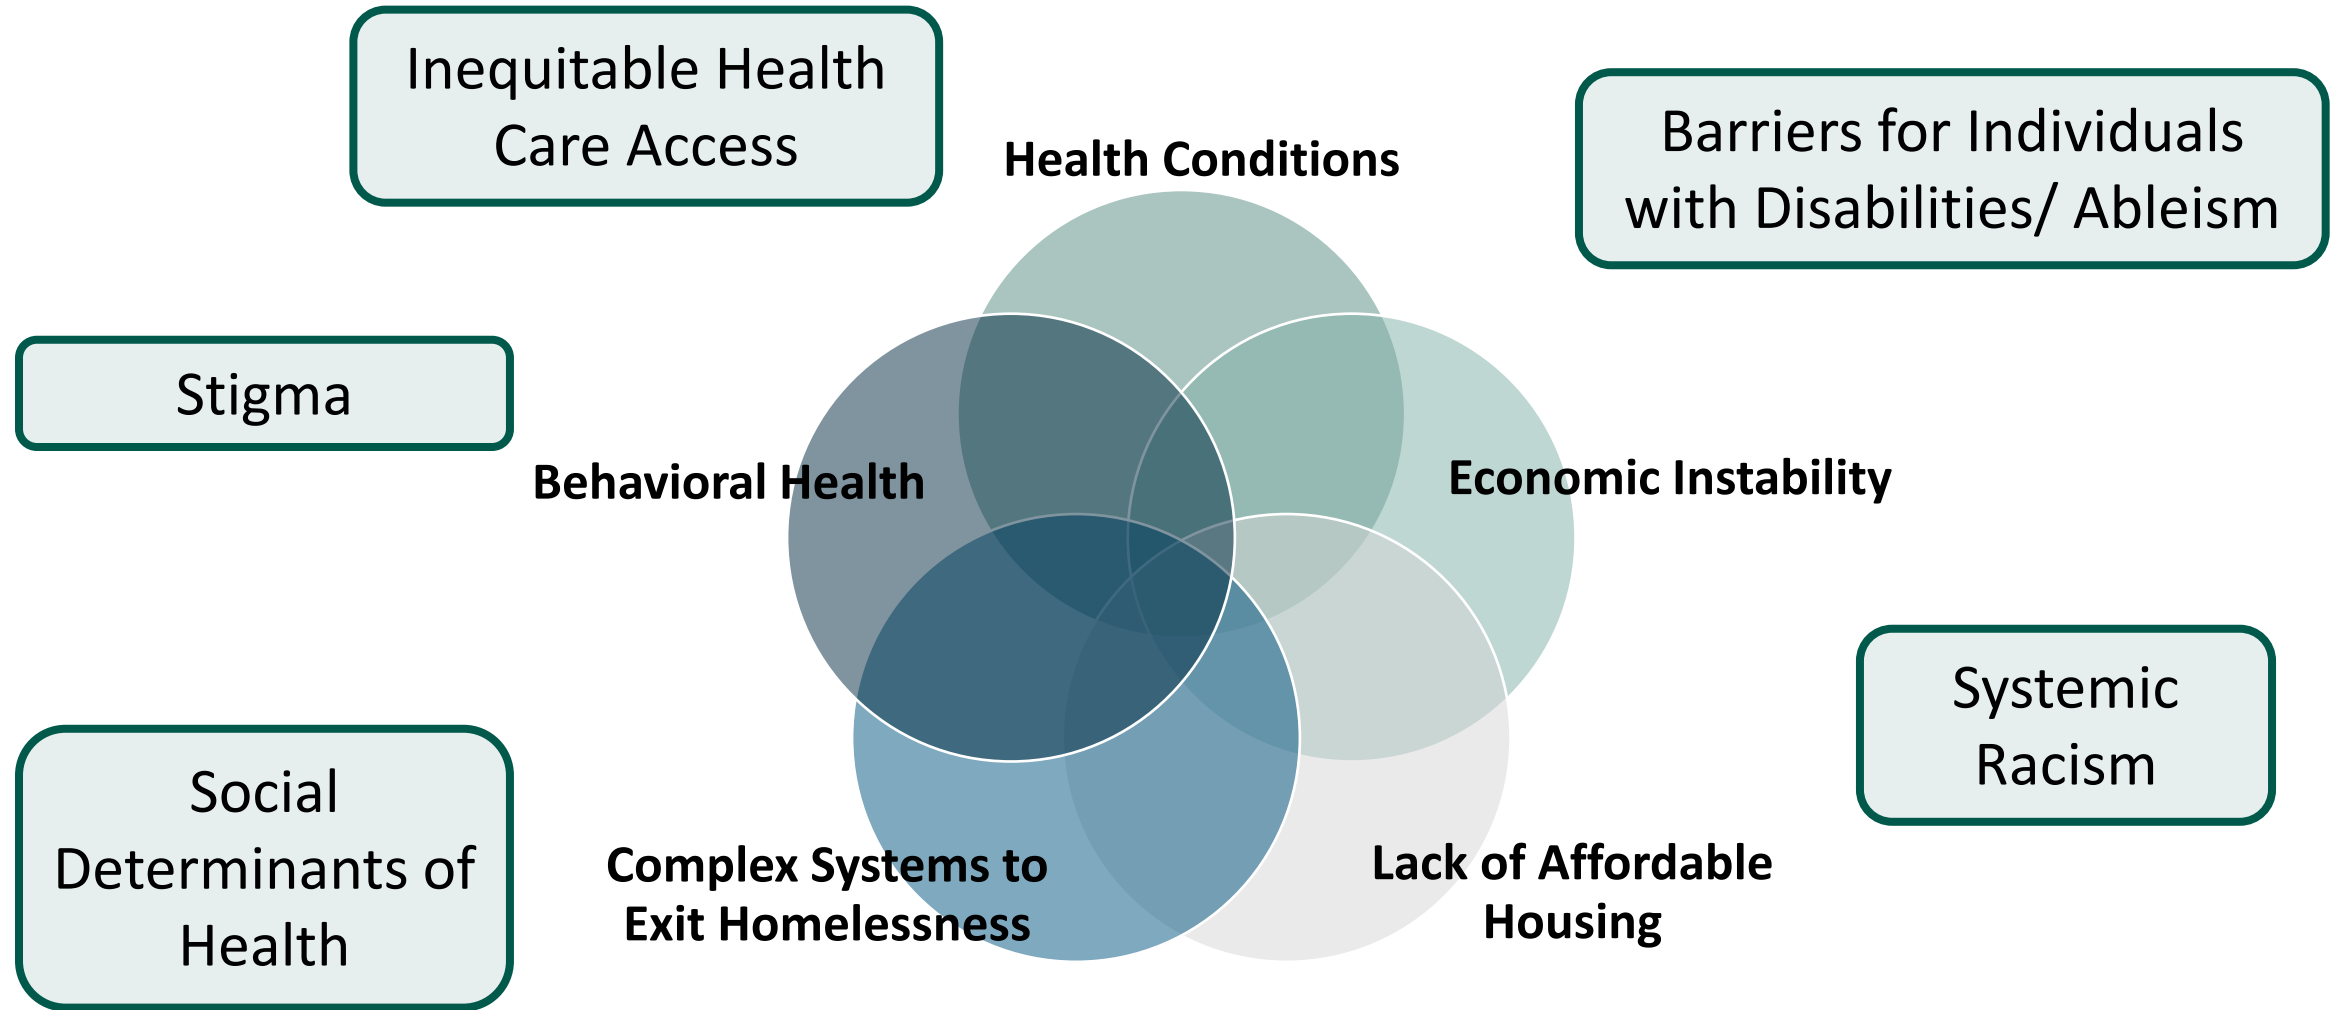 Inequitable Health
Care Access
Health Conditions
Barriers for Individuals
with Disabilities/ Ableism
Stigma
Behavioral Health
Economic Instability
Systemic
Racism
Social
Determinants of
Health
Complex Systems to
Exit Homelessness
Lack of Affordable
Housing